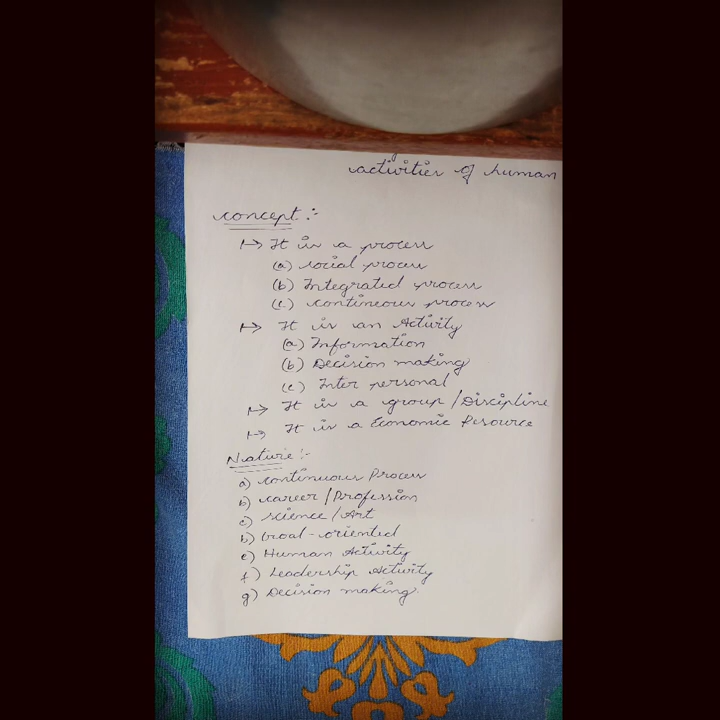 activities of human
concept :-
↦ It is a process
(a) social process
(b) Integrated process
(c) continuous process
↦ It is an Activity
(a) Information
(b) Decision making
(c) Inter personal
↦ It is a group / Discipline
↦ It is a Economic Resource
Nature :-
a) continuous Process
b) career / Profession
c) science / Art
b) Goal-oriented
e) Human Activity
f) Leadership Activity
g) Decision making.